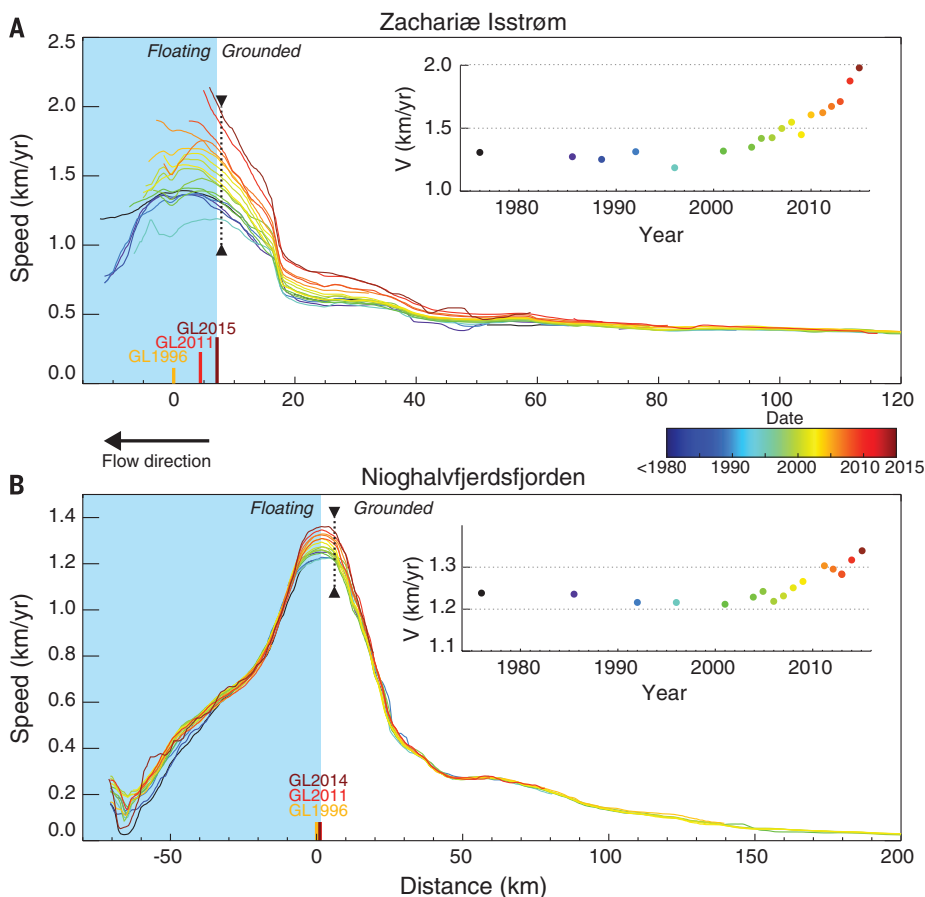 A
Zachariæ Isstrøm
2.5
2.0
1.5
1.0
0.5
0.0
Speed (km/yr)
Floating
Grounded
GL2015
GL2011
GL1996
0
20
40
60
80
100
120
2.0
1.5
1.0
V (km/yr)
1980
1990
2000
2010
Year
Flow direction
Date
<1980
1990
2000
2010
2015
B
Nioghalvfjerdsfjorden
1.4
1.2
1.0
0.8
0.6
0.4
0.2
0.0
Speed (km/yr)
Floating
Grounded
GL2014
GL2011
GL1996
-50
0
50
100
150
200
Distance (km)
1.3
1.2
1.1
V (km/yr)
1980
1990
2000
2010
Year